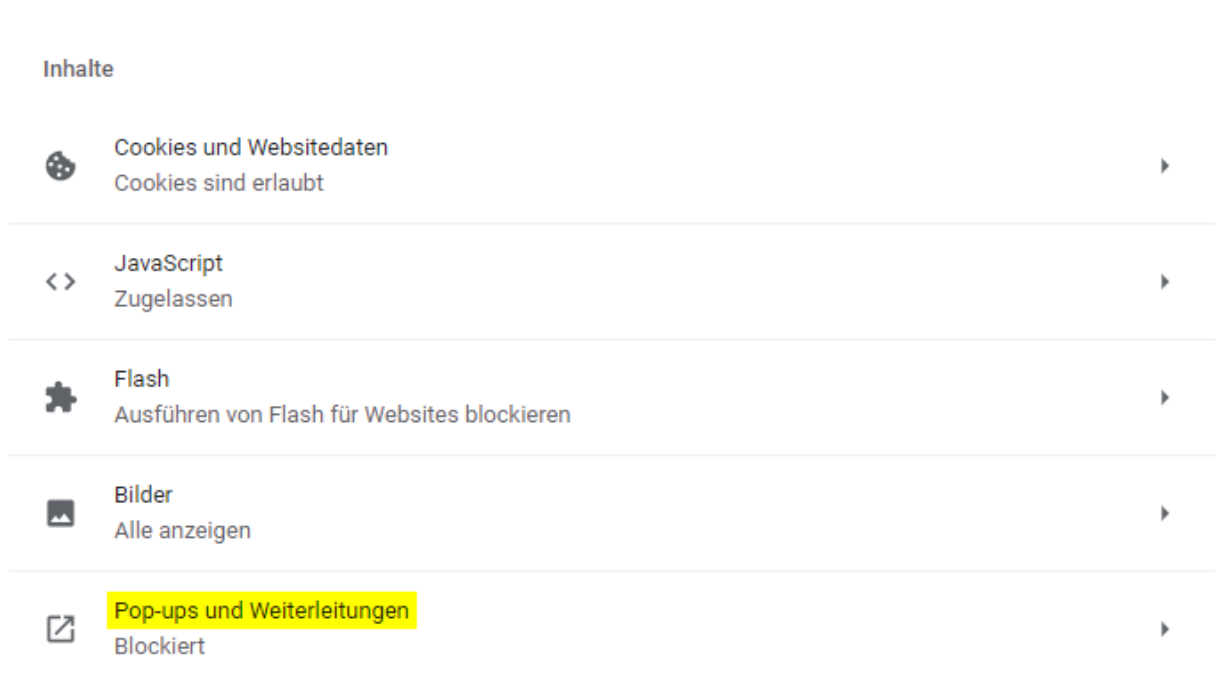 Inhalte
Cookies und Websitedaten
Cookies sind erlaubt
JavaScript
Zugelassen
Flash
Ausführen von Flash für Websites blockieren
Bilder
Alle anzeigen
Pop-ups und Weiterleitungen
Blockiert